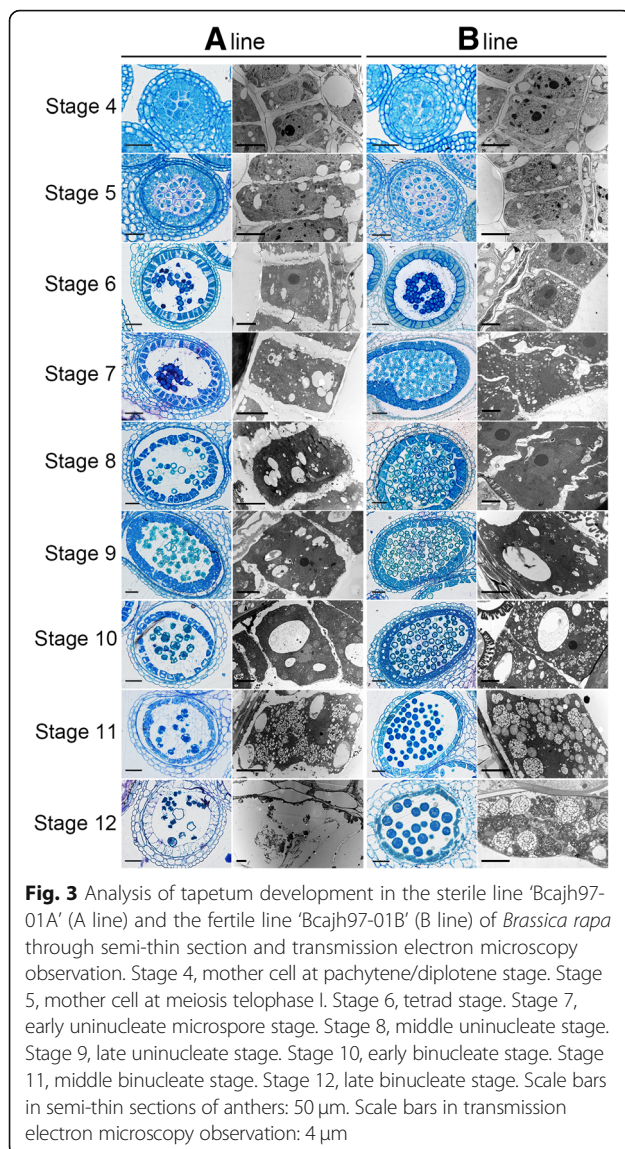 A line B line
Stage 4
Stage 5
Stage 6
Stage 7
Stage 8
Stage 9
Stage 10
Stage 11
Stage 12
Fig. 3 Analysis of tapetum development in the sterile line ‘Bcajh97-
01A’ (A line) and the fertile line ‘Bcajh97-01B’ (B line) of Brassica rapa
through semi-thin section and transmission electron microscopy
observation. Stage 4, mother cell at pachytene/diplotene stage. Stage
5, mother cell at meiosis telophase I. Stage 6, tetrad stage. Stage 7,
early uninucleate microspore stage. Stage 8, middle uninucleate stage.
Stage 9, late uninucleate stage. Stage 10, early binucleate stage. Stage
11, middle binucleate stage. Stage 12, late binucleate stage. Scale bars
in semi-thin sections of anthers: 50 μm. Scale bars in transmission
electron microscopy observation: 4 μm